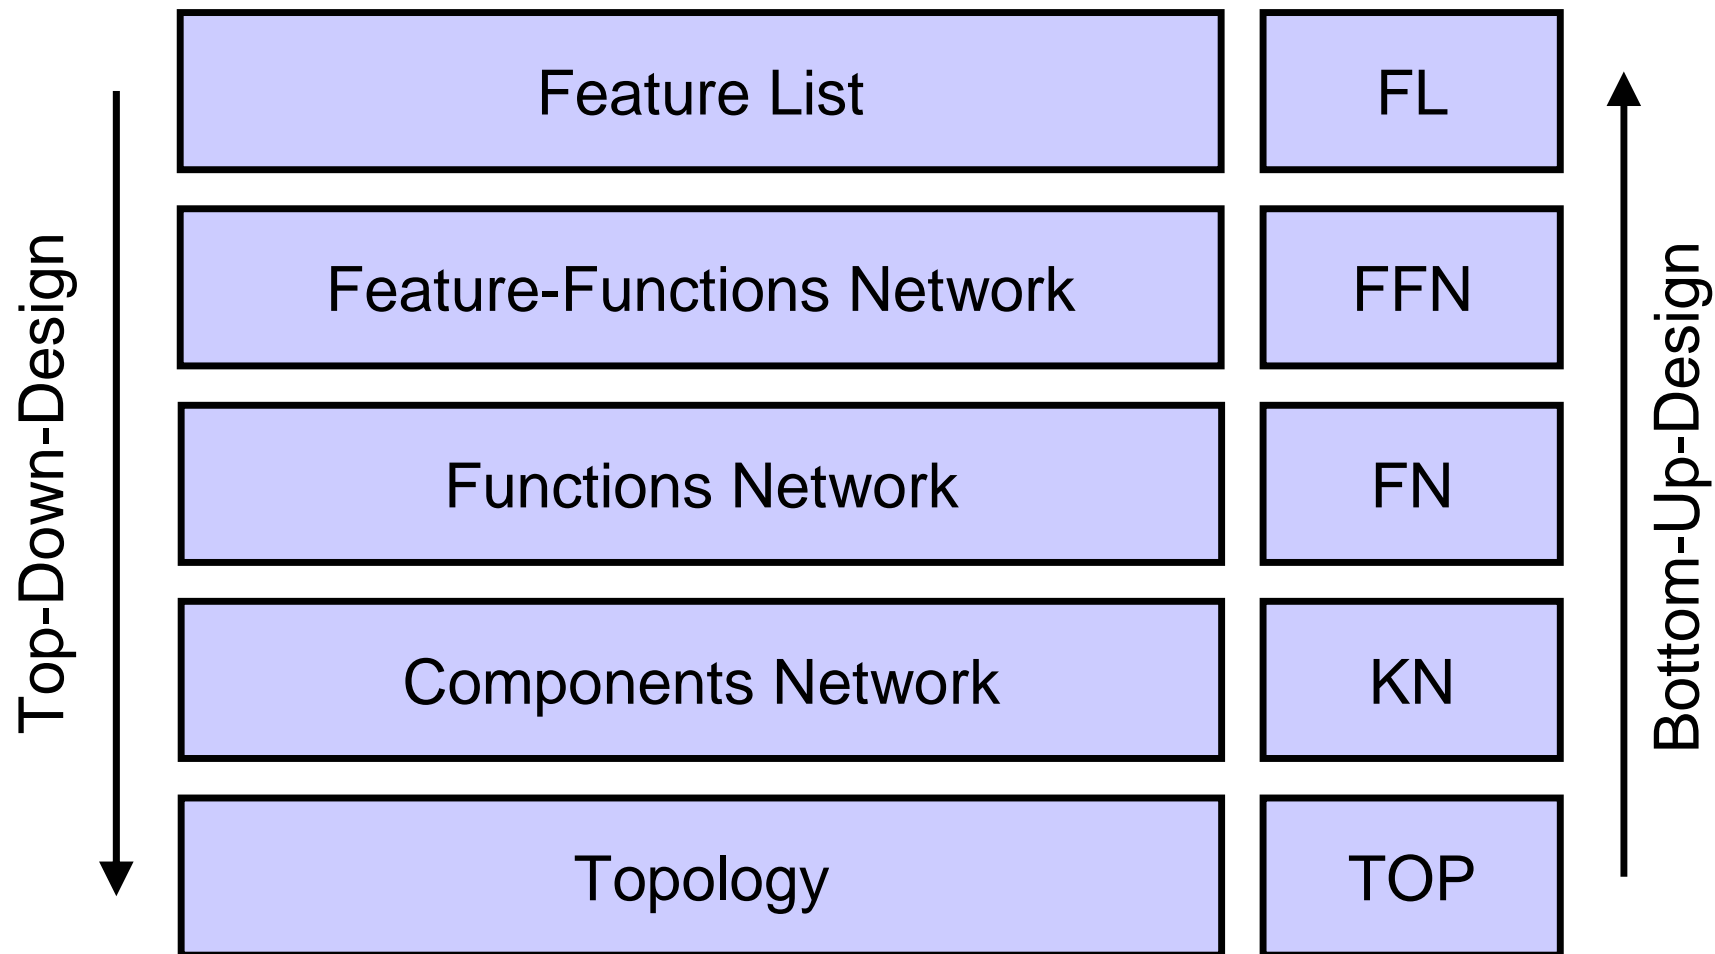 Top-Down-Design
Feature List
FL
Feature-Functions Network
FFN
Functions Network
FN
Components Network
KN
Topology
TOP
Bottom-Up-Design